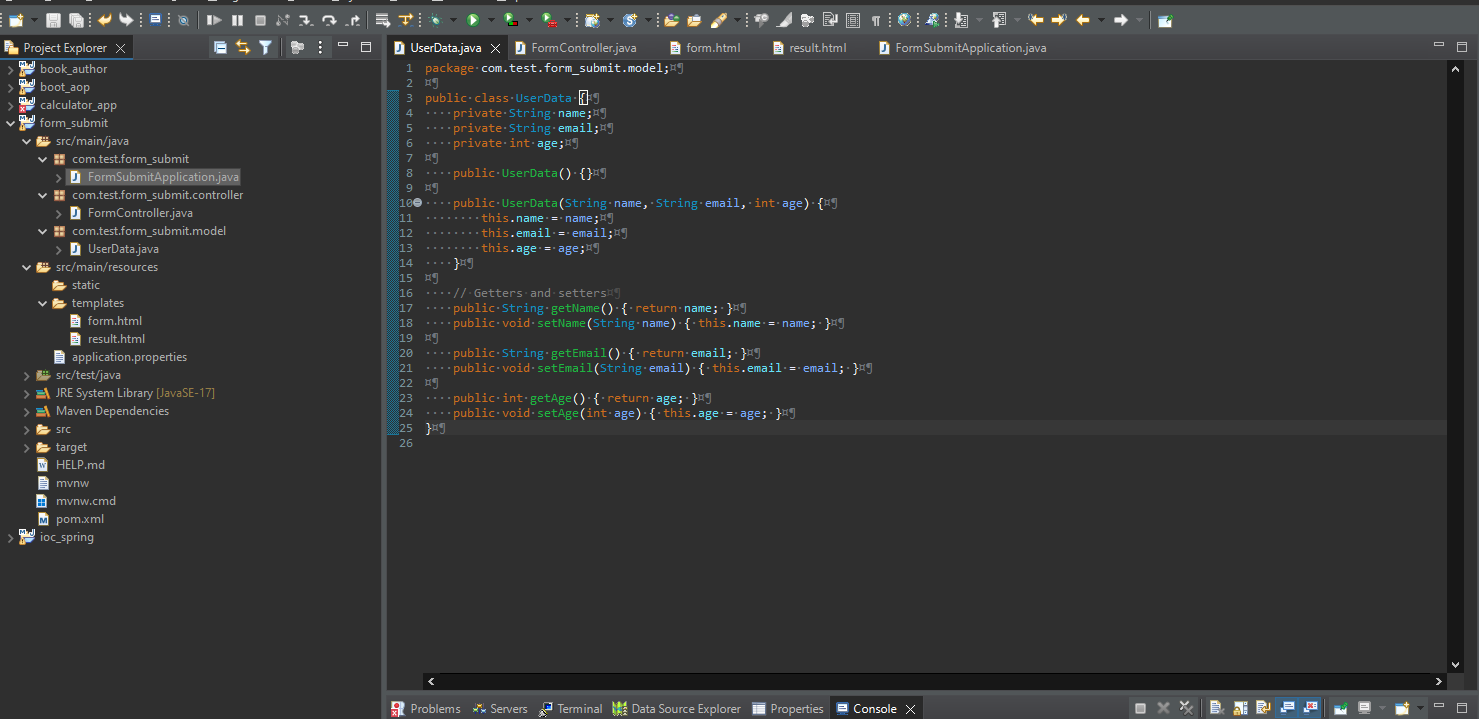 Project Explorer
book_author
boot_aop
calculator_app
form_submit
src/main/java
com.test.form_submit
FormSubmitApplication.java
com.test.form_submit.controller
FormController.java
com.test.form_submit.model
UserData.java
src/main/resources
static
templates
form.html
result.html
application.properties
src/test/java
JRE System Library [JavaSE-17]
Maven Dependencies
src
target
HELP.md
mvnw
mvnw.cmd
pom.xml
ioc_spring
UserData.java FormController.java form.html result.html FormSubmitApplication.java
1 package·com.test.form_submit.model;¤¶
2 ¤¶
3 public·class·UserData·{¤¶
4 ····private·String·name;¤¶
5 ····private·String·email;¤¶
6 ····private·int·age;¤¶
7 ¤¶
8 ····public·UserData()·{}¤¶
9 ¤¶
10 ····public·UserData(String·name,·String·email,·int·age)·{¤¶
11 ········this.name·=·name;¤¶
12 ········this.email·=·email;¤¶
13 ········this.age·=·age;¤¶
14 ····}¤¶
15 ¤¶
16 ····//·Getters·and·setters¤¶
17 ····public·String·getName()·{·return·name;·}¤¶
18 ····public·void·setName(String·name)·{·this.name·=·name;·}¤¶
19 ¤¶
20 ····public·String·getEmail()·{·return·email;·}¤¶
21 ····public·void·setEmail(String·email)·{·this.email·=·email;·}¤¶
22 ¤¶
23 ····public·int·getAge()·{·return·age;·}¤¶
24 ····public·void·setAge(int·age)·{·this.age·=·age;·}¤¶
25 }¤¶
26
Problems Servers Terminal Data Source Explorer Properties Console